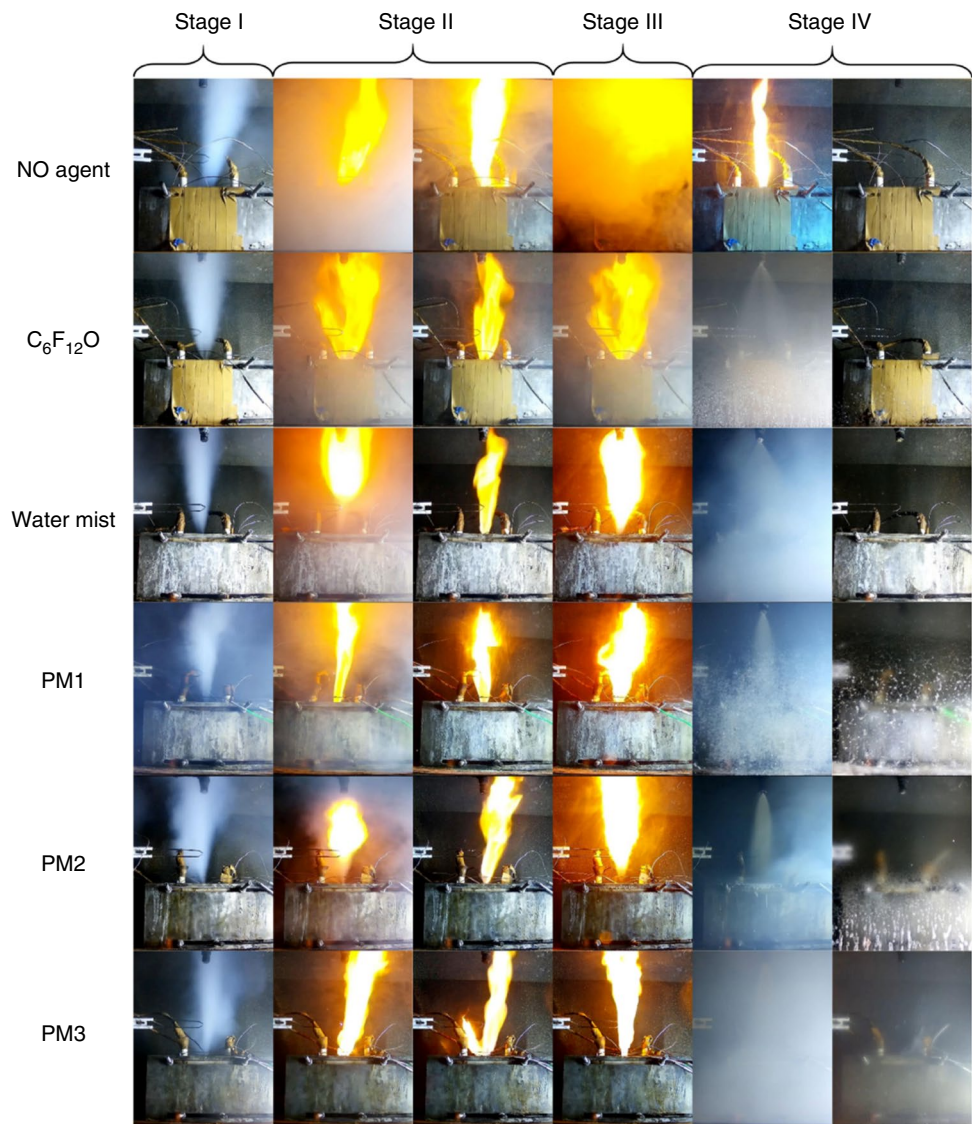 Stage I
Stage II
Stage III
Stage IV
NO agent
C₆F₁₂O
Water mist
PM1
PM2
PM3